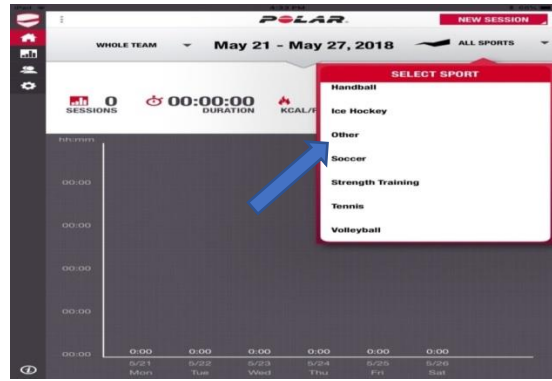 POLAR.
NEW SESSION
WHOLE TEAM
May 21 - May 27, 2018
ALL SPORTS
SELECT SPORT
Handball
Ice Hockey
Other
Soccer
Strength Training
Tennis
Volleyball
0
SESSIONS
00:00:00
DURATION
hh:mm
00:00
00:00
00:00
00:00
00:00
0:00 0:00 0:00 0:00 0:00 0:00
5/21 5/22 5/23 5/24 5/25 5/26
Mon Tue Wed Thu Fri Sat